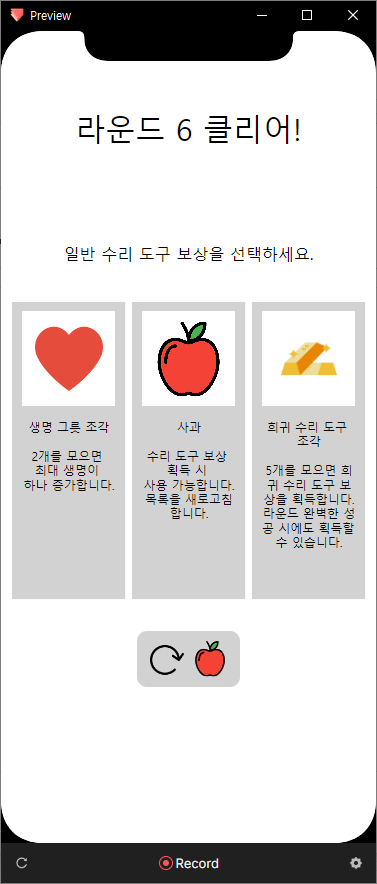 Preview
라운드 6 클리어!
일반 수리 도구 보상을 선택하세요.
생명 그릇 조각
2개를 모으면
최대 생명이
하나 증가합니다.
사과
수리 도구 보상
획득 시
사용 가능합니다.
목록을 새로고침
합니다.
희귀 수리 도구
조각
5개를 모으면 희
귀 수리 도구 보
상을 획득합니다.
라운드 완벽한 성
공 시에도 획득할
수 있습니다.
Record